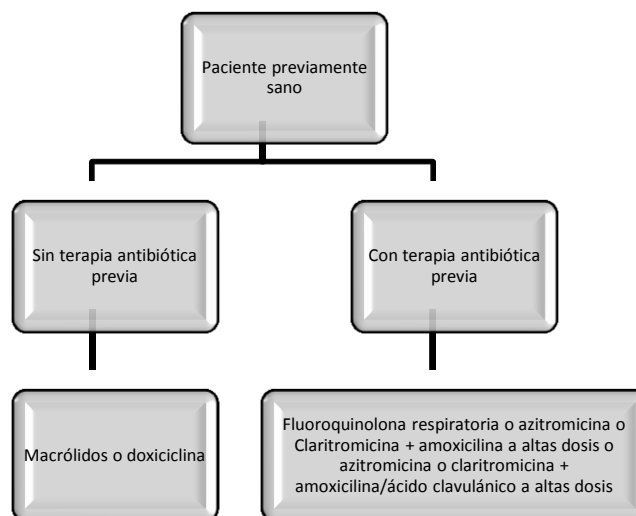 Paciente previamente
sano
Sin terapia antibiótica
previa
Con terapia antibiótica
previa
Macrólidos o doxiciclina
Fluoroquinolona respiratoria o azitromicina o
Claritromicina + amoxicilina a altas dosis o
azitromicina o claritromicina +
amoxicilina/ácido clavulánico a altas dosis